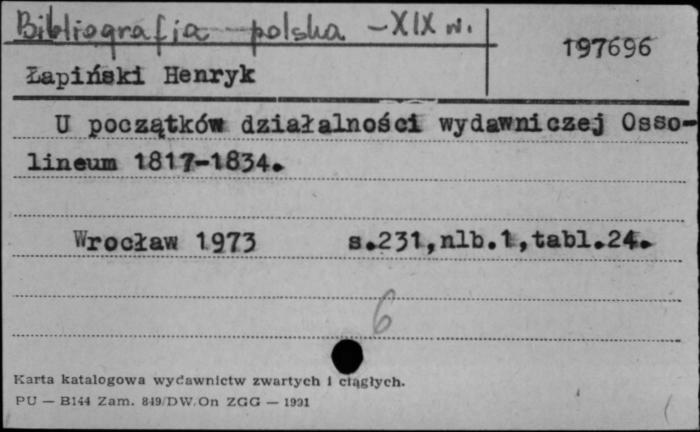 Bibliografia polska - XIX w.
197696
Łapiński Henryk
U początków działalności wydawniczej Osso-
lineum 1817-1834.
Wrocław 1973 s.231,nlb.1,tabl.24.
6
Karta katalogowa wydawnictw zwartych i ciągłych.
PU — B144 Zam. 849/DW.On ZGG — 1991